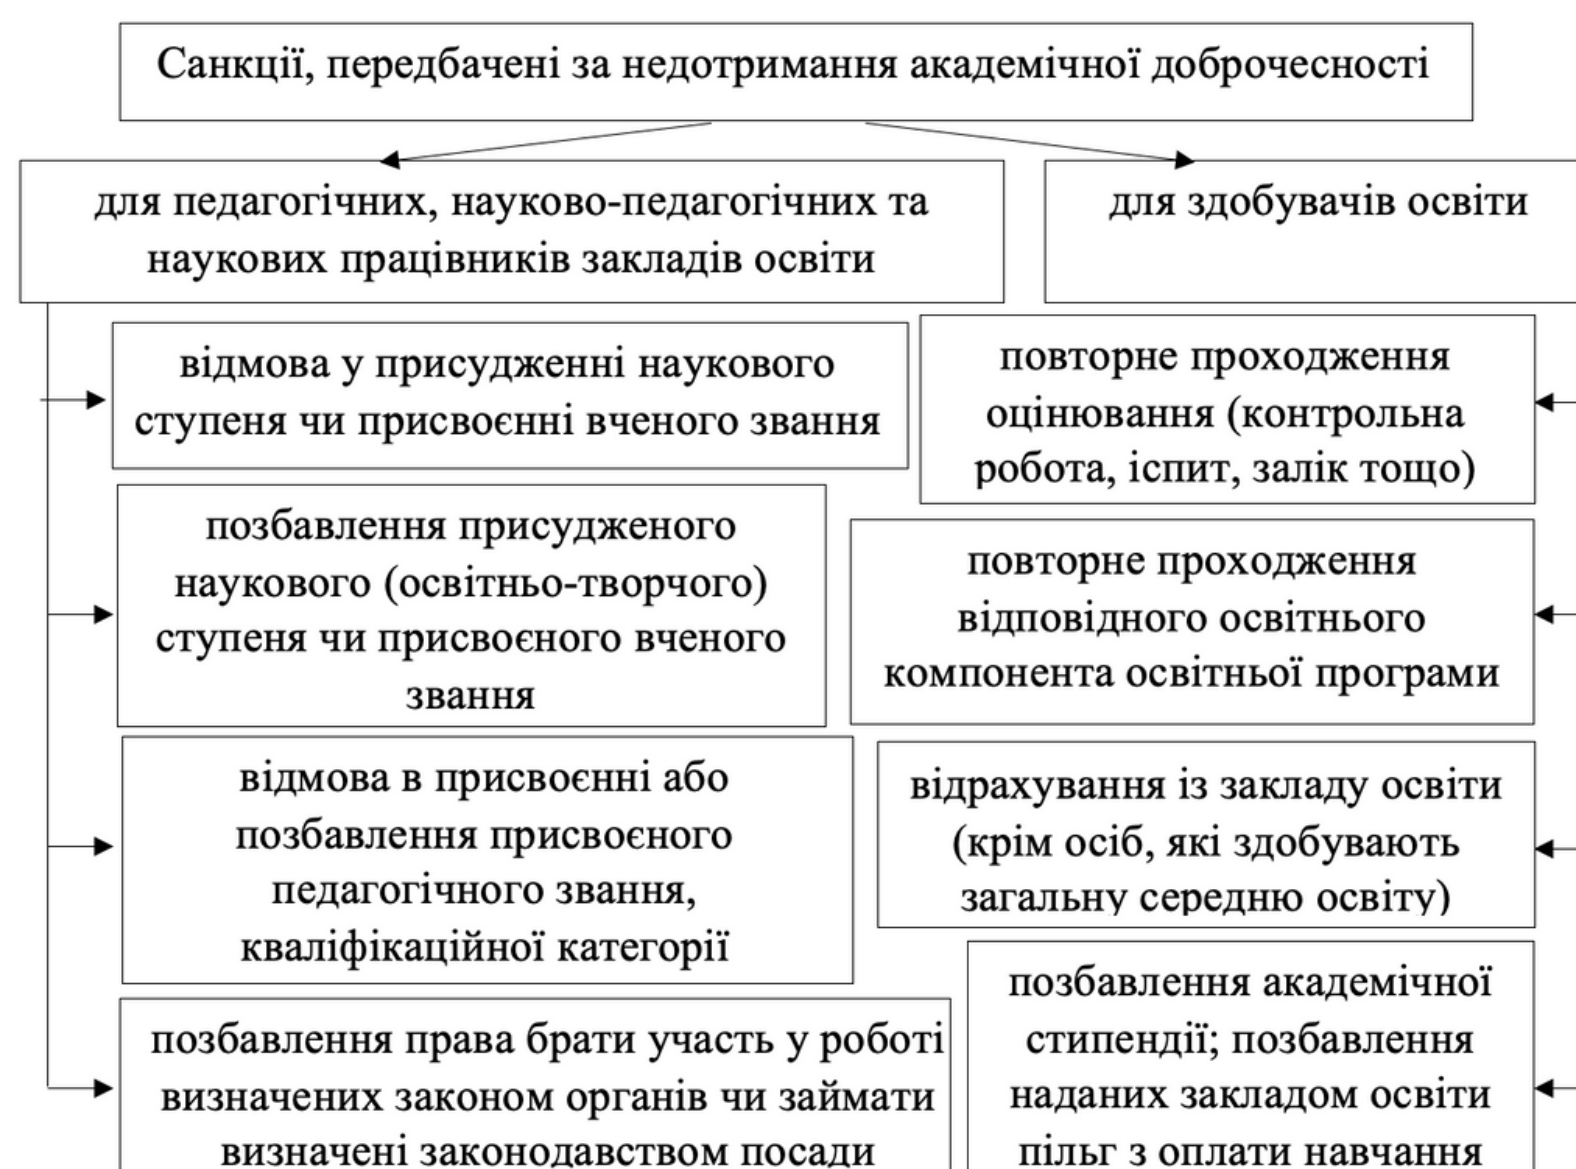 Санкції, передбачені за недотримання академічної доброчесності
для педагогічних, науково-педагогічних та
наукових працівників закладів освіти
відмова у присудженні наукового
ступеня чи присвоєнні вченого звання
позбавлення присудженого
наукового (освітньо-творчого)
ступеня чи присвоєного вченого
звання
відмова в присвоєнні або
позбавлення присвоєного
педагогічного звання,
кваліфікаційної категорії
позбавлення права брати участь у роботі
визначених законом органів чи займати
визначені законодавством посади
для здобувачів освіти
повторне проходження
оцінювання (контрольна
робота, іспит, залік тощо)
повторне проходження
відповідного освітнього
компонента освітньої програми
відрахування із закладу освіти
(крім осіб, які здобувають
загальну середню освіту)
позбавлення академічної
стипендії; позбавлення
наданих закладом освіти
пільг з оплати навчання